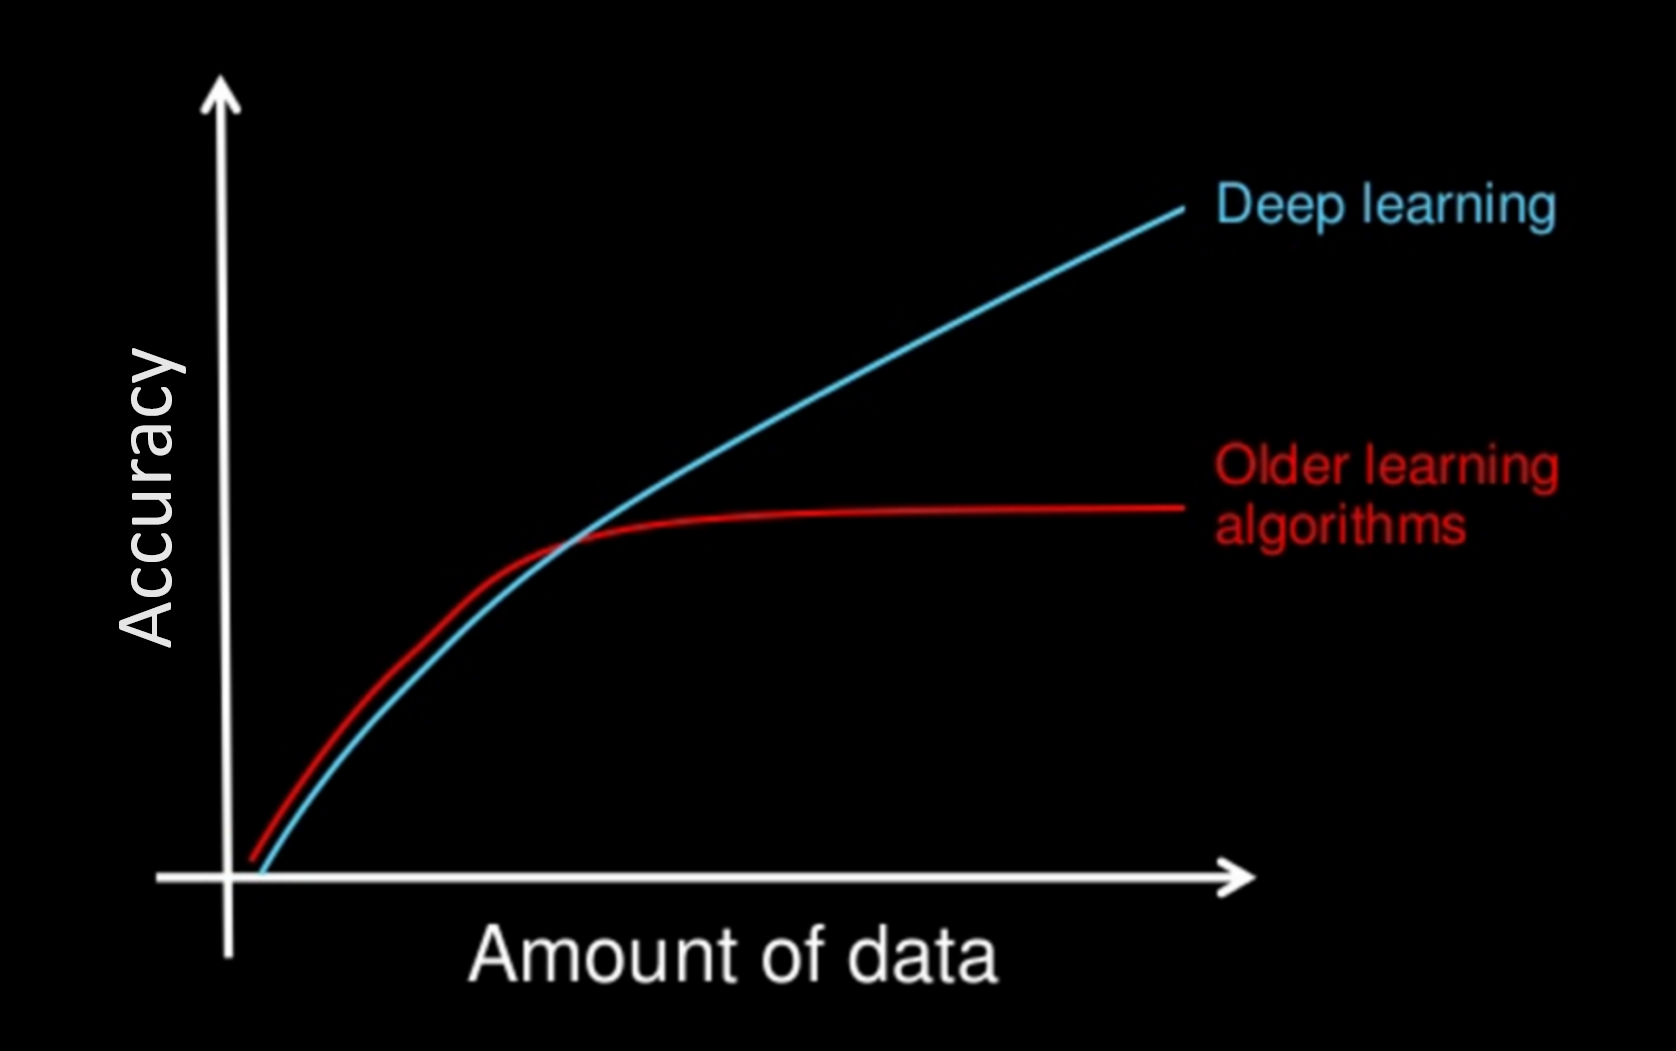 Deep learning
Older learning
algorithms
Accuracy
Amount of data